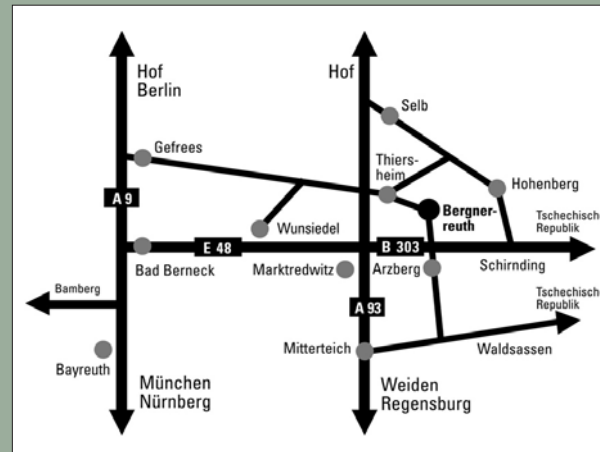 Hof
Berlin
Hof
Selb
Gefrees
Thiers-
heim
Hohenberg
A 9
Bergner-
reuth
Wunsiedel
Tschechische
Republik
E 48
B 303
Bad Berneck
Marktredwitz
Arzberg
Schirnding
Bamberg
Tschechische
Republik
A 93
Mitterteich
Waldsassen
Bayreuth
München
Nürnberg
Weiden
Regensburg